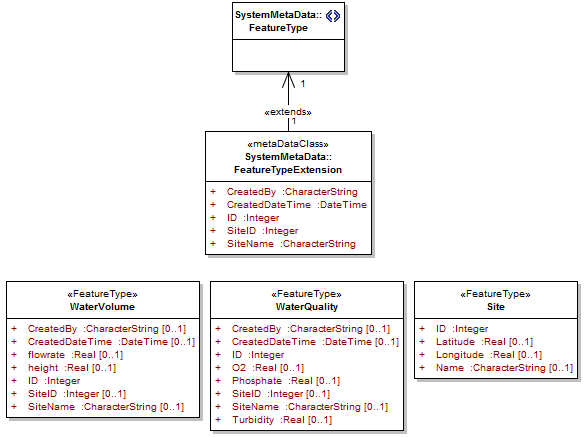 SystemMetaData::
FeatureType
1
«extends»
1
«metaDataClass»
SystemMetaData::
FeatureTypeExtension
+ CreatedBy :CharacterString
+ CreatedDateTime :DateTime
+ ID :Integer
+ SiteID :Integer
+ SiteName :CharacterString
«FeatureType»
WaterVolume
+ CreatedBy :CharacterString [0..1]
+ CreatedDateTime :DateTime [0..1]
+ flowrate :Real [0..1]
+ height :Real [0..1]
+ ID :Integer
+ SiteID :Integer [0..1]
+ SiteName :CharacterString [0..1]
«FeatureType»
WaterQuality
+ CreatedBy :CharacterString [0..1]
+ CreatedDateTime :DateTime [0..1]
+ ID :Integer
+ O2 :Real [0..1]
+ Phosphate :Real [0..1]
+ SiteID :Integer [0..1]
+ SiteName :CharacterString [0..1]
+ Turbidity :Real [0..1]
«FeatureType»
Site
+ ID :Integer
+ Latitude :Real [0..1]
+ Longitude :Real [0..1]
+ Name :CharacterString [0..1]